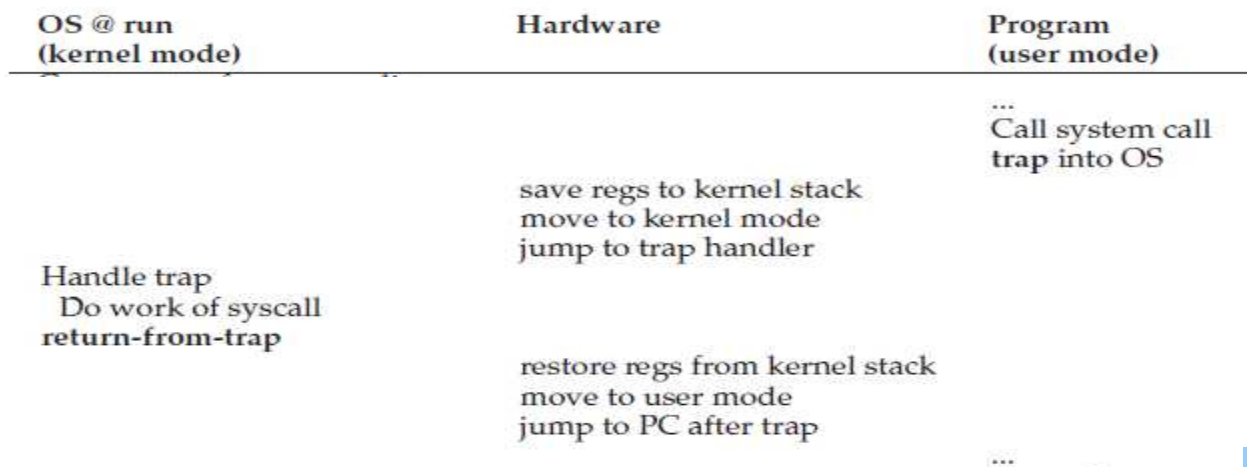 OS @ run Hardware Program
(kernel mode) (user mode)
...
Call system call
trap into OS
save regs to kernel stack
move to kernel mode
jump to trap handler
Handle trap
Do work of syscall
return-from-trap
restore regs from kernel stack
move to user mode
jump to PC after trap
...